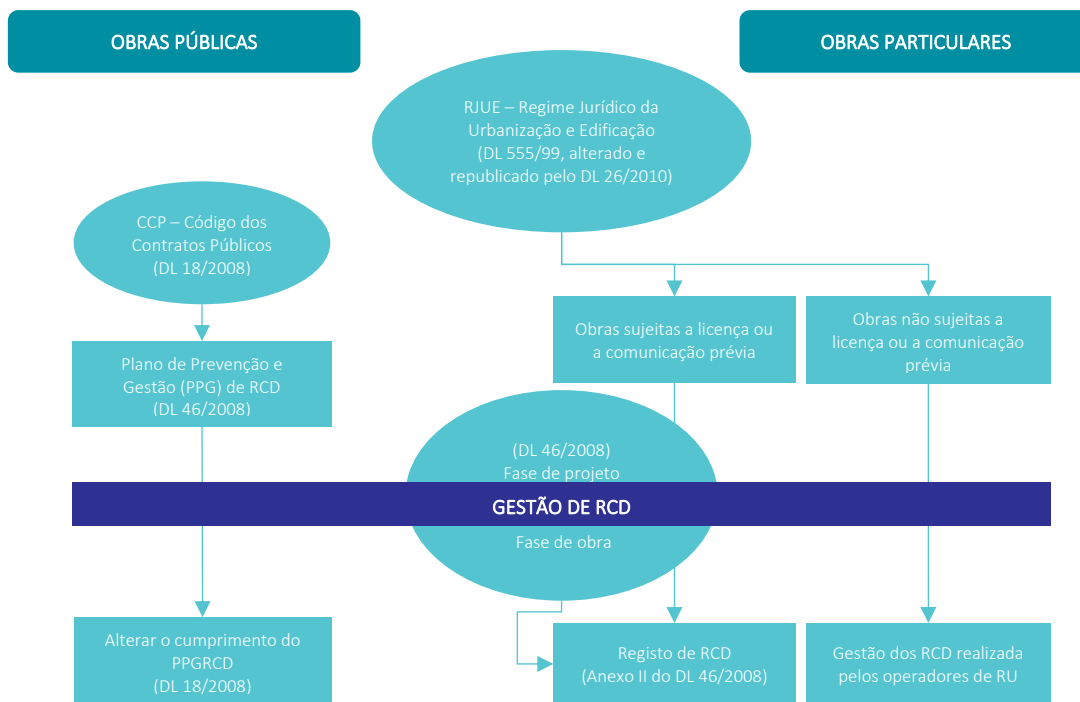 OBRAS PÚBLICAS
OBRAS PARTICULARES
RJUE – Regime Jurídico da
Urbanização e Edificação
(DL 555/99, alterado e
republicado pelo DL 26/2010)
CCP – Código dos
Contratos Públicos
(DL 18/2008)
Obras sujeitas a licença ou
a comunicação prévia
Obras não sujeitas a
licença ou a comunicação
prévia
Plano de Prevenção e
Gestão (PPG) de RCD
(DL 46/2008)
(DL 46/2008)
Fase de projeto
GESTÃO DE RCD
Fase de obra
Alterar o cumprimento do
PPGRCD
(DL 18/2008)
Registo de RCD
(Anexo II do DL 46/2008)
Gestão dos RCD realizada
pelos operadores de RU